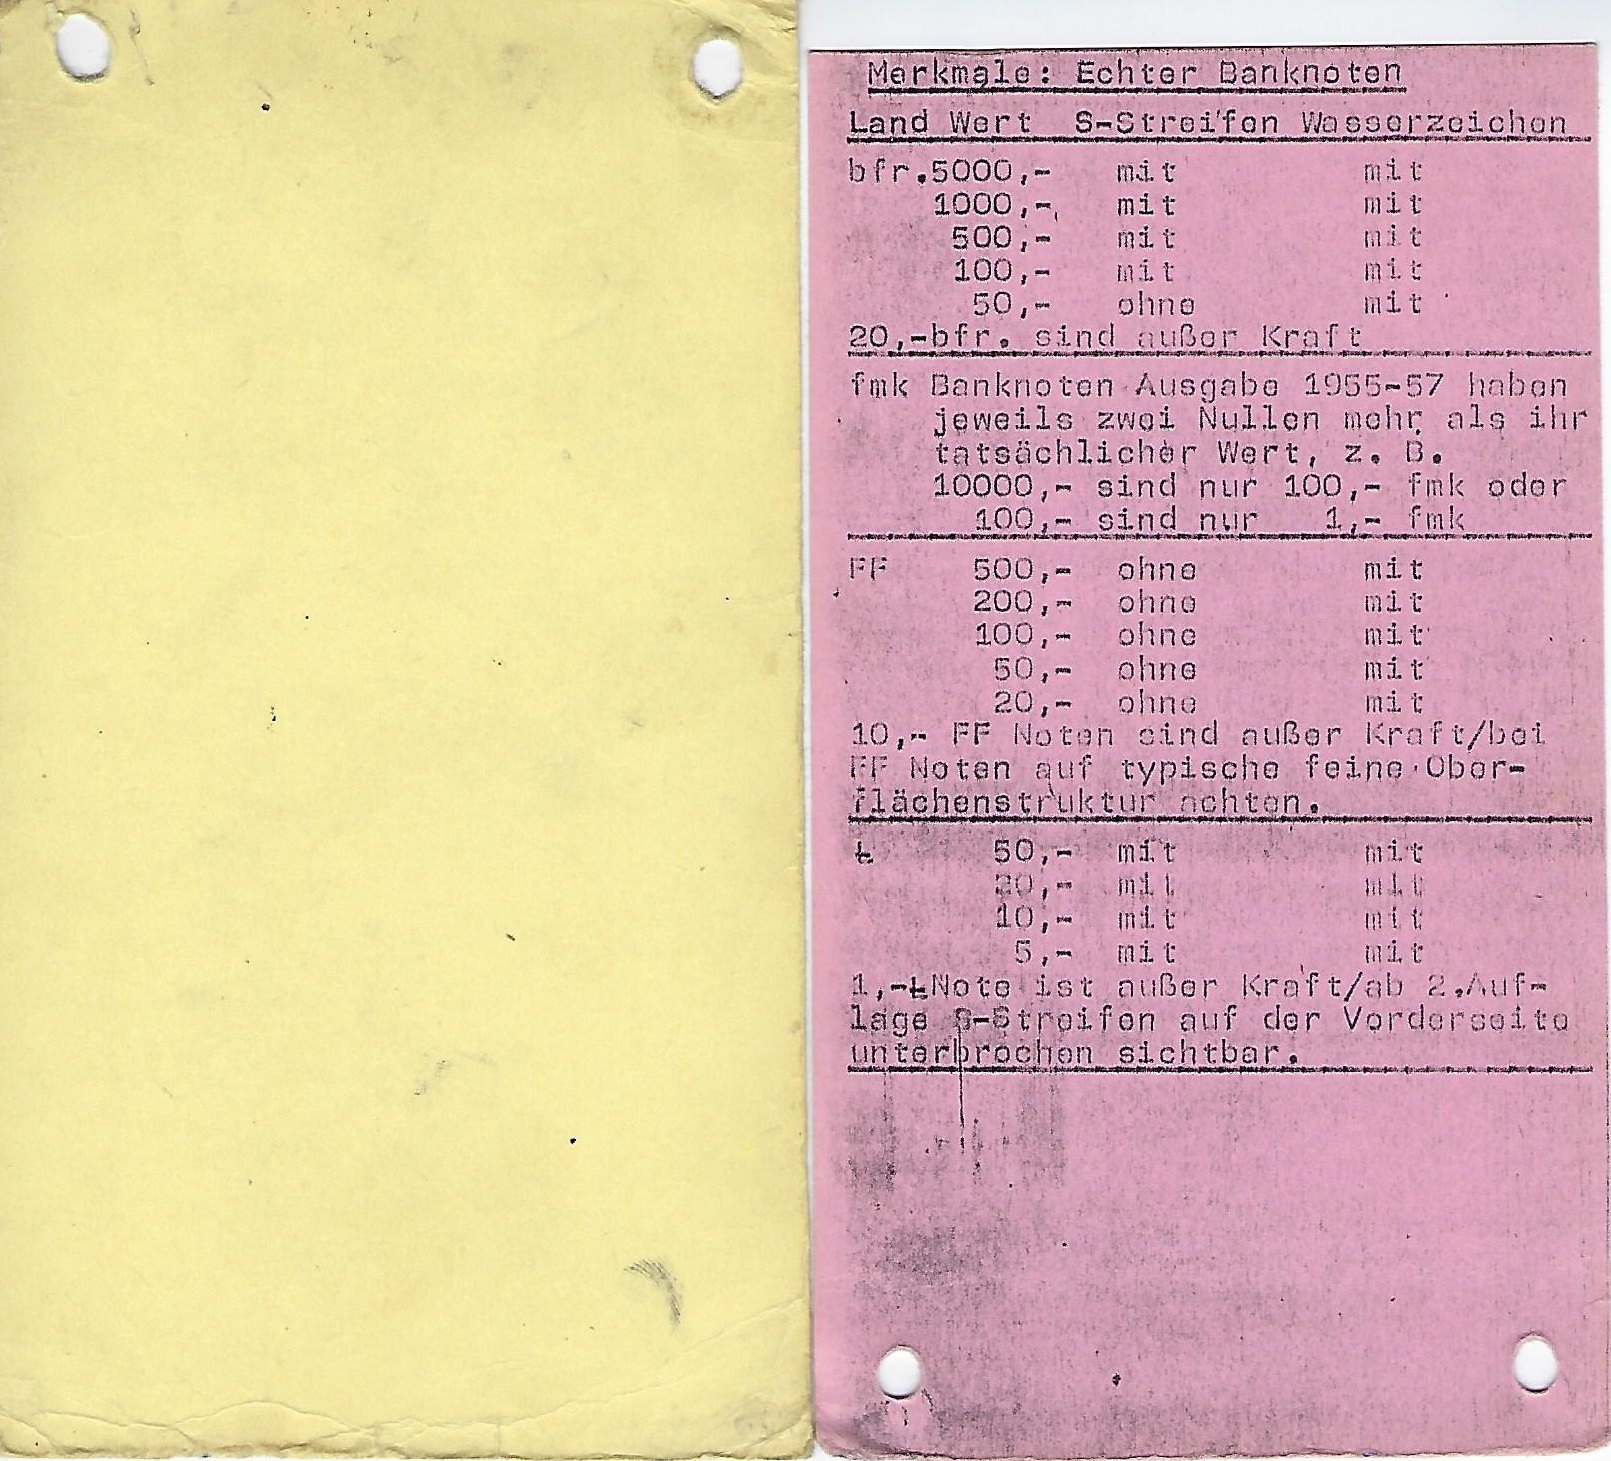 Merkmale: Echter Banknoten
Land Wert S-Streifen Wasserzeichen
bfr.5000,- mit mit
1000,- mit mit
500,- mit mit
100,- mit mit
50,- ohne mit
20,-bfr. sind außer Kraft
fmk Banknoten Ausgabe 1955-57 haben
jeweils zwei Nullen mehr als ihr
tatsächlicher Wert, z. B.
10000,- sind nur 100,- fmk oder
100,- sind nur 1,- fmk
FF 500,- ohne mit
200,- ohne mit
100,- ohne mit
50,- ohne mit
20,- ohne mit
10,- FF Noten sind außer Kraft/bei
FF Noten auf typische feine Ober-
flächenstruktur achten.
£ 50,- mit mit
20,- mit mit
10,- mit mit
5,- mit mit
1,-£Note ist außer Kraft/ab 2.Auf-
lage S-Streifen auf der Vorderseite
unterbrochen sichtbar.